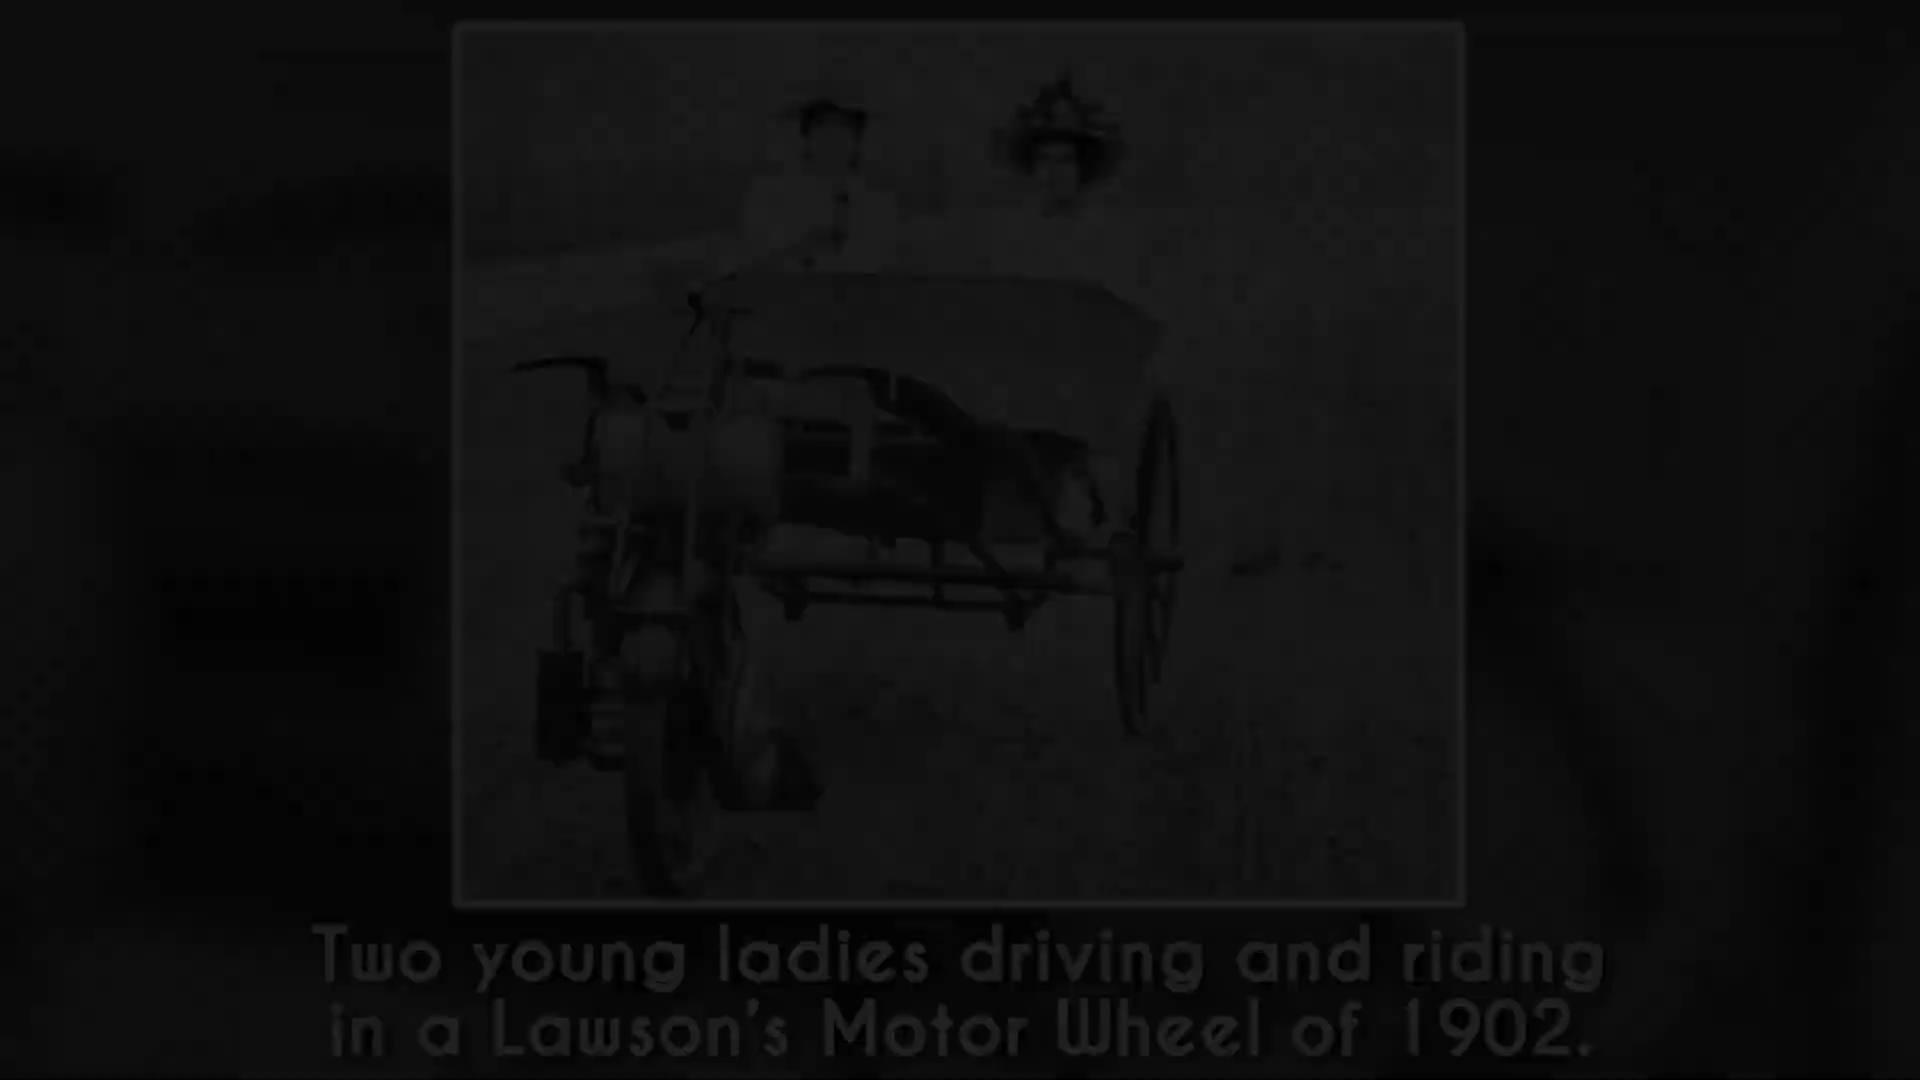 Two young ladies driving and riding
in a Lawson's Motor Wheel of 1902.